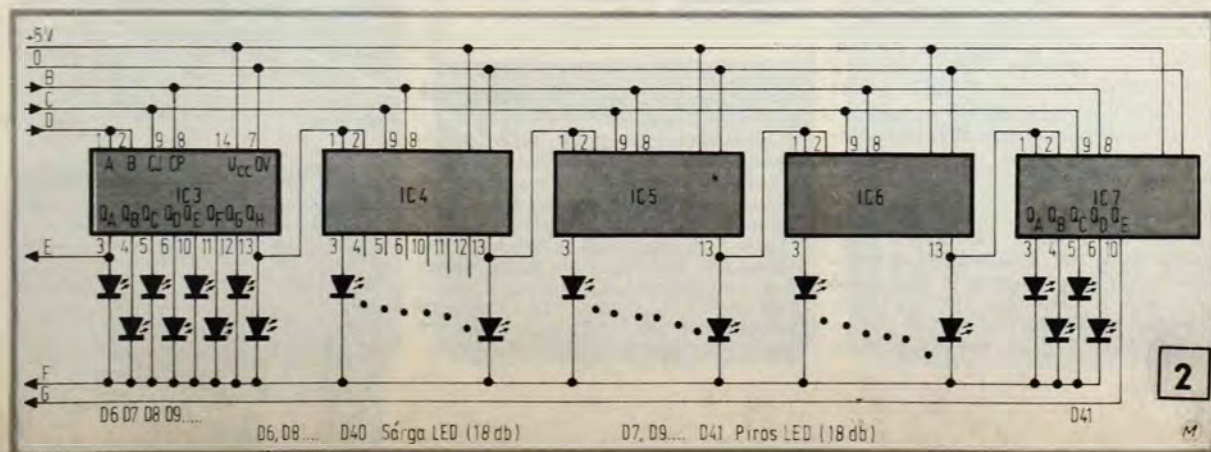 +5V
0
B
C
D
1 2 9 8 14 7
1 2 9 8
1 2 9 8
1 2 9 8
1 2 9 8
A B CJ CP UCC 0V
IC3
IC4
IC5
IC6
IC7
QA QB QC QD QE QF QG QH
QA QB QC QD QE
E
3 4 5 6 10 11 12 13
3 4 5 6 10 11 12 13
3 13
3 13
3 4 5 6 10
F
G
2
D6 D7 D8 D9.....
D41
D6, D8.... D40 Sárga LED (18 db)
D7, D9.... D41 Piros LED (18 db)
M